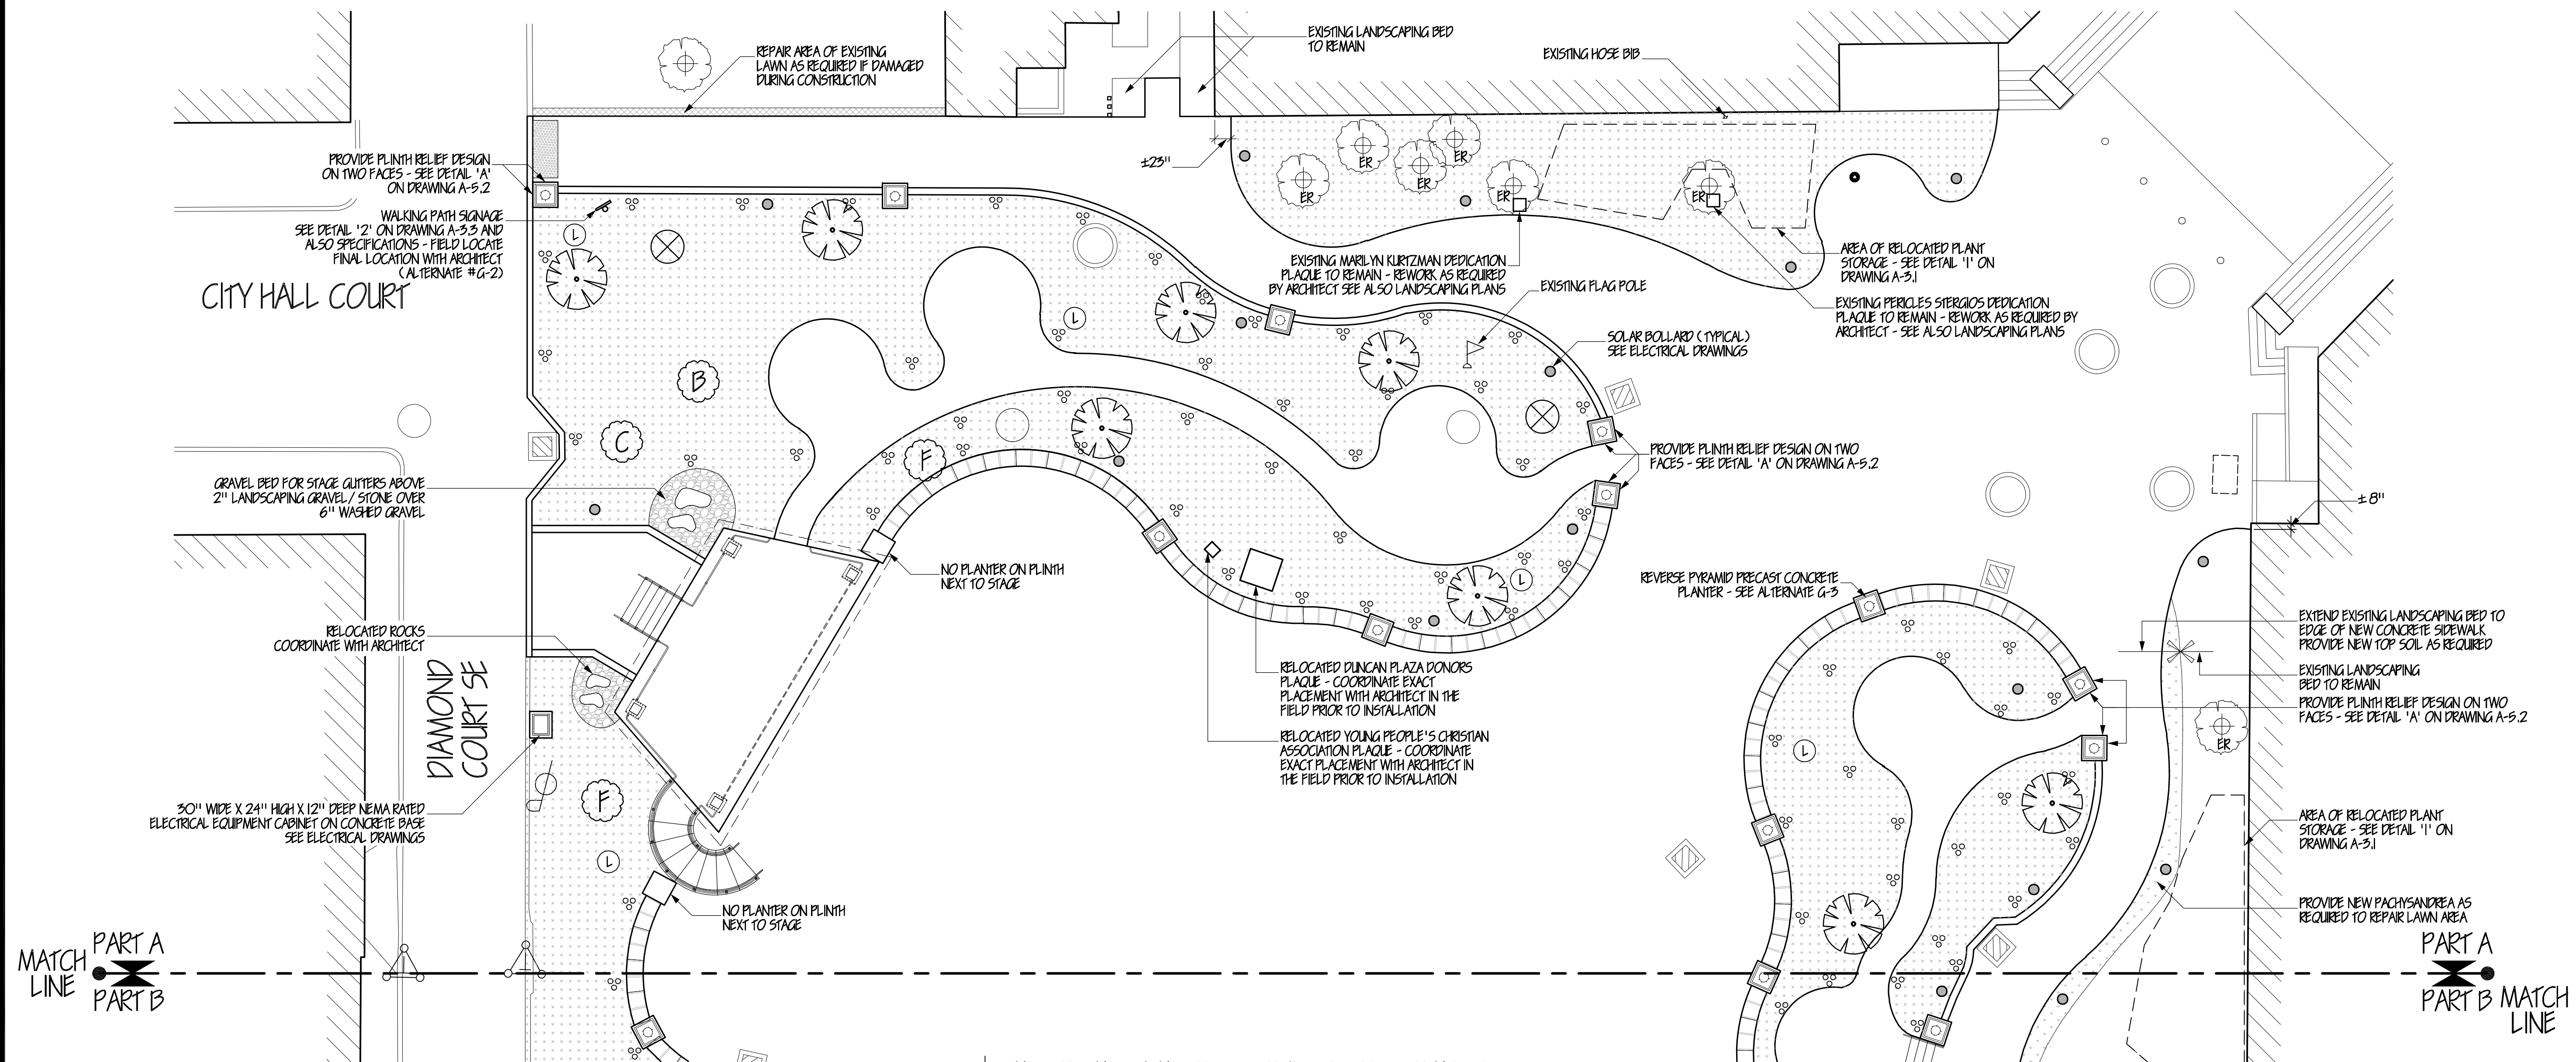 REPAIR AREA OF EXISTING
LAWN AS REQUIRED IF DAMAGED
DURING CONSTRUCTION
EXISTING LANDSCAPING BED
TO REMAIN
EXISTING HOSE BIB
PROVIDE PLINTH RELIEF DESIGN
ON TWO FACES - SEE DETAIL 'A'
ON DRAWING A-5.2
±23"
WALKING PATH SIGNAGE
SEE DETAIL '2' ON DRAWING A-3.3 AND
ALSO SPECIFICATIONS - FIELD LOCATE
FINAL LOCATION WITH ARCHITECT
(ALTERNATE #G-2)
CITY HALL COURT
ER
ER
ER
ER
ER
ER
L
L
B
C
F
EXISTING MARILYN KURTZMAN DEDICATION
PLAQUE TO REMAIN - REWORK AS REQUIRED
BY ARCHITECT SEE ALSO LANDSCAPING PLANS
EXISTING FLAG POLE
AREA OF RELOCATED PLANT
STORAGE - SEE DETAIL '1' ON
DRAWING A-3.1
EXISTING PERICLES STERGIOS DEDICATION
PLAQUE TO REMAIN - REWORK AS REQUIRED BY
ARCHITECT - SEE ALSO LANDSCAPING PLANS
SOLAR BOLLARD (TYPICAL)
SEE ELECTRICAL DRAWINGS
PROVIDE PLINTH RELIEF DESIGN ON TWO
FACES - SEE DETAIL 'A' ON DRAWING A-5.2
GRAVEL BED FOR STAGE GUTTERS ABOVE
2" LANDSCAPING GRAVEL/STONE OVER
6" WASHED GRAVEL
± 8"
NO PLANTER ON PLINTH
NEXT TO STAGE
L
REVERSE PYRAMID PRECAST CONCRETE
PLANTER - SEE ALTERNATE G-3
RELOCATED ROCKS
COORDINATE WITH ARCHITECT
EXTEND EXISTING LANDSCAPING BED TO
EDGE OF NEW CONCRETE SIDEWALK
PROVIDE NEW TOP SOIL AS REQUIRED
EXISTING LANDSCAPING
BED TO REMAIN
PROVIDE PLINTH RELIEF DESIGN ON TWO
FACES - SEE DETAIL 'A' ON DRAWING A-5.2
DIAMOND
COURT SE
RELOCATED DUNCAN PLAZA DONORS
PLAQUE - COORDINATE EXACT
PLACEMENT WITH ARCHITECT IN THE
FIELD PRIOR TO INSTALLATION
RELOCATED YOUNG PEOPLE'S CHRISTIAN
ASSOCIATION PLAQUE - COORDINATE
EXACT PLACEMENT WITH ARCHITECT IN
THE FIELD PRIOR TO INSTALLATION
L
ER
30" WIDE X 24" HIGH X 12" DEEP NEMA RATED
ELECTRICAL EQUIPMENT CABINET ON CONCRETE BASE
SEE ELECTRICAL DRAWINGS
F
L
AREA OF RELOCATED PLANT
STORAGE - SEE DETAIL '1' ON
DRAWING A-3.1
NO PLANTER ON PLINTH
NEXT TO STAGE
PROVIDE NEW PACHYSANDREA AS
REQUIRED TO REPAIR LAWN AREA
MATCH
LINE
PART A
PART B
PART A
PART B
MATCH
LINE